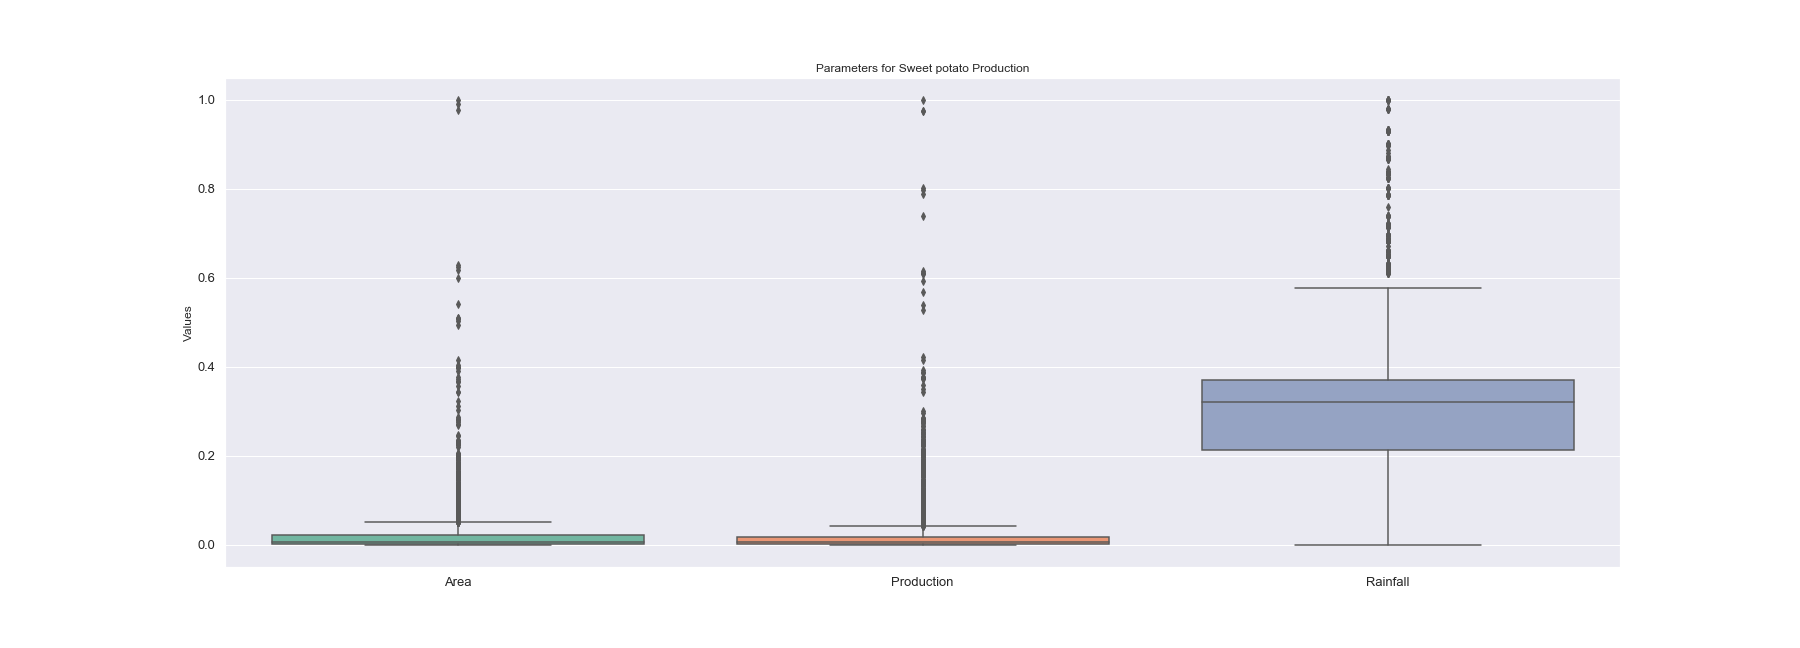 Parameters for Sweet potato Production
1.0
0.8
0.6
0.4
0.2
0.0
Values
Area
Production
Rainfall